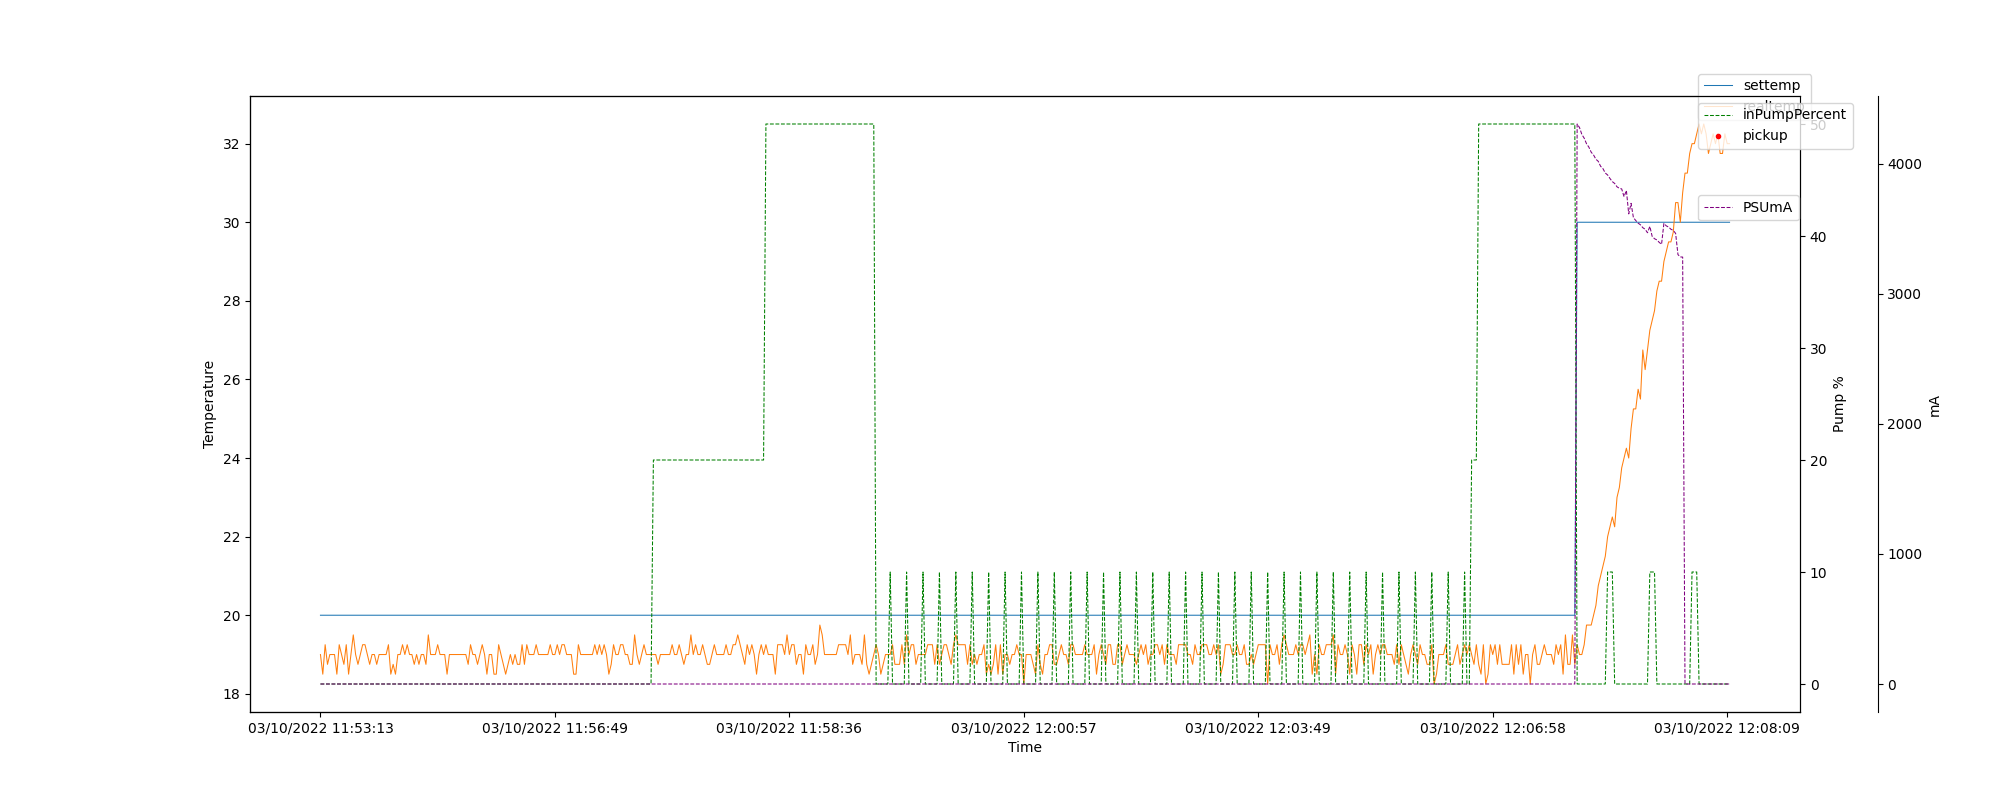 settemp
realtemp
inPumpPercent
pickup
PSUmA
32
30
28
26
24
22
20
18
Temperature
50
40
30
20
10
0
Pump %
4000
3000
2000
1000
0
mA
03/10/2022 11:53:13
03/10/2022 11:56:49
03/10/2022 11:58:36
03/10/2022 12:00:57
03/10/2022 12:03:49
03/10/2022 12:06:58
03/10/2022 12:08:09
Time